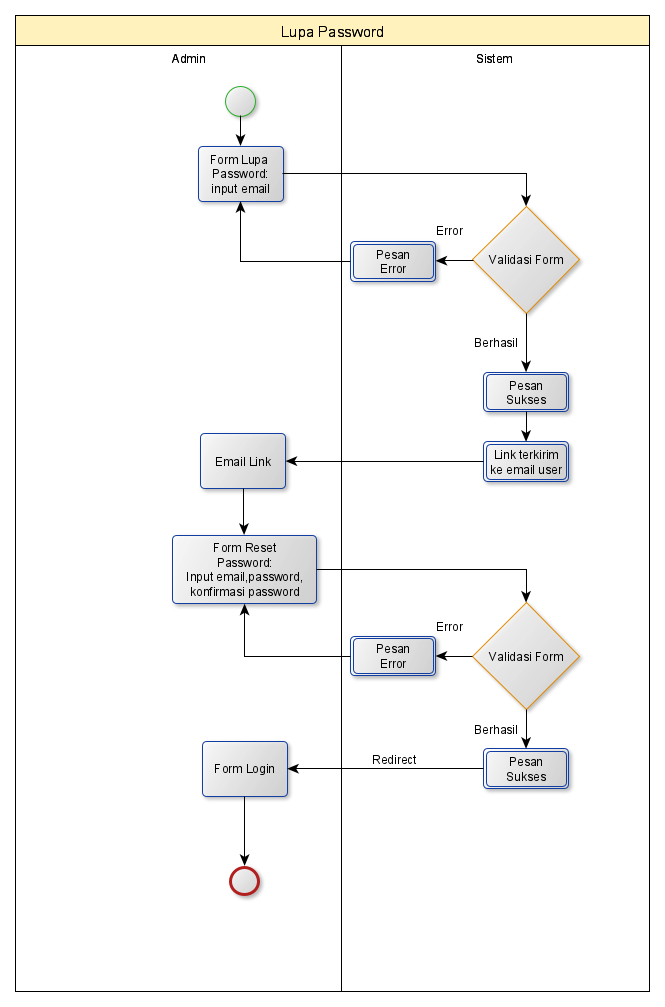 Lupa Password
Admin
Sistem
Form Lupa
Password:
input email
Error
Pesan
Error
Validasi Form
Berhasil
Pesan
Sukses
Email Link
Link terkirim
ke email user
Form Reset
Password:
Input email,password,
konfirmasi password
Error
Pesan
Error
Validasi Form
Berhasil
Form Login
Redirect
Pesan
Sukses